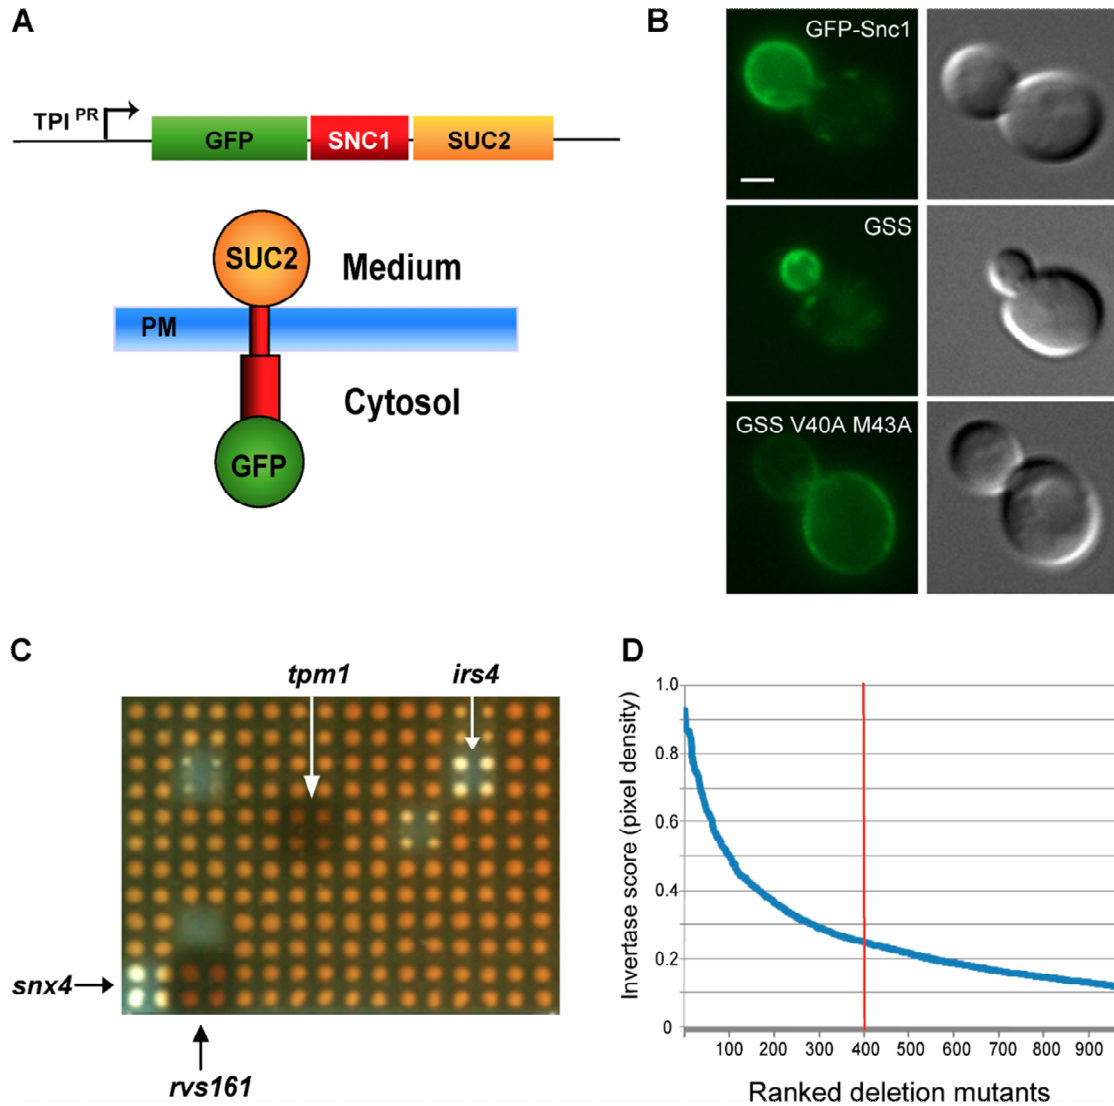 A
TPI PR
GFP SNC1 SUC2
SUC2
Medium
PM
Cytosol
GFP
B
GFP-Snc1
GSS
GSS V40A M43A
C
tpm1 irs4
snx4
rvs161
D
Invertase score (pixel density)
1.0
0.8
0.6
0.4
0.2
0
100 200 300 400 500 600 700 800 900
Ranked deletion mutants